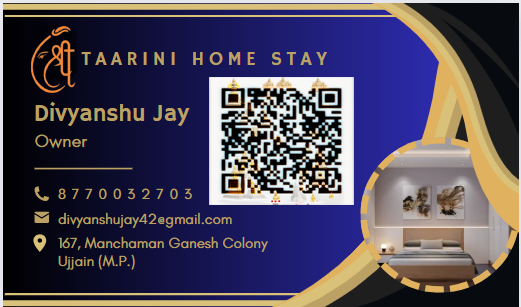 श्री TAARINI HOME STAY
Divyanshu Jay
Owner
8770032703
divyanshujay42@gmail.com
167, Manchaman Ganesh Colony
Ujjain (M.P.)